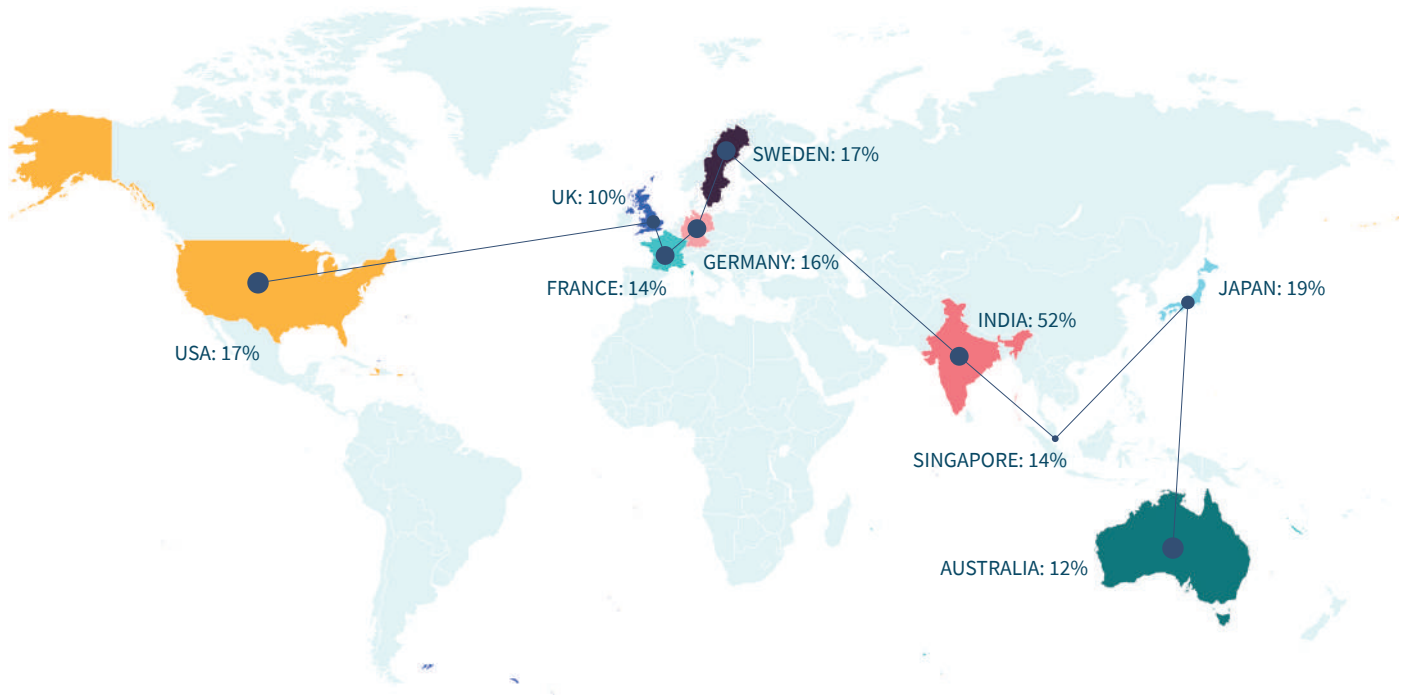 SWEDEN: 17%
UK: 10%
GERMANY: 16%
FRANCE: 14%
JAPAN: 19%
INDIA: 52%
USA: 17%
SINGAPORE: 14%
AUSTRALIA: 12%